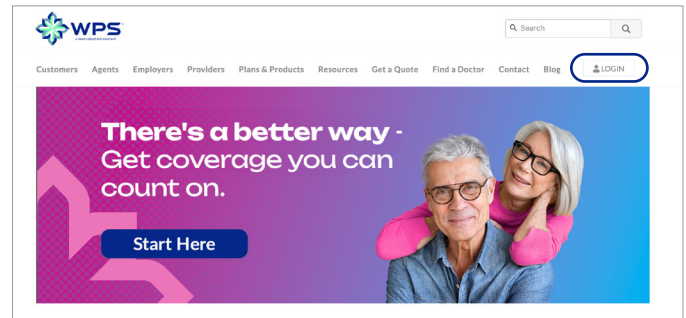 WPS
Search
Customers Agents Employers Providers Plans & Products Resources Get a Quote Find a Doctor Contact Blog LOGIN
There's a better way -
Get coverage you can
count on.
Start Here